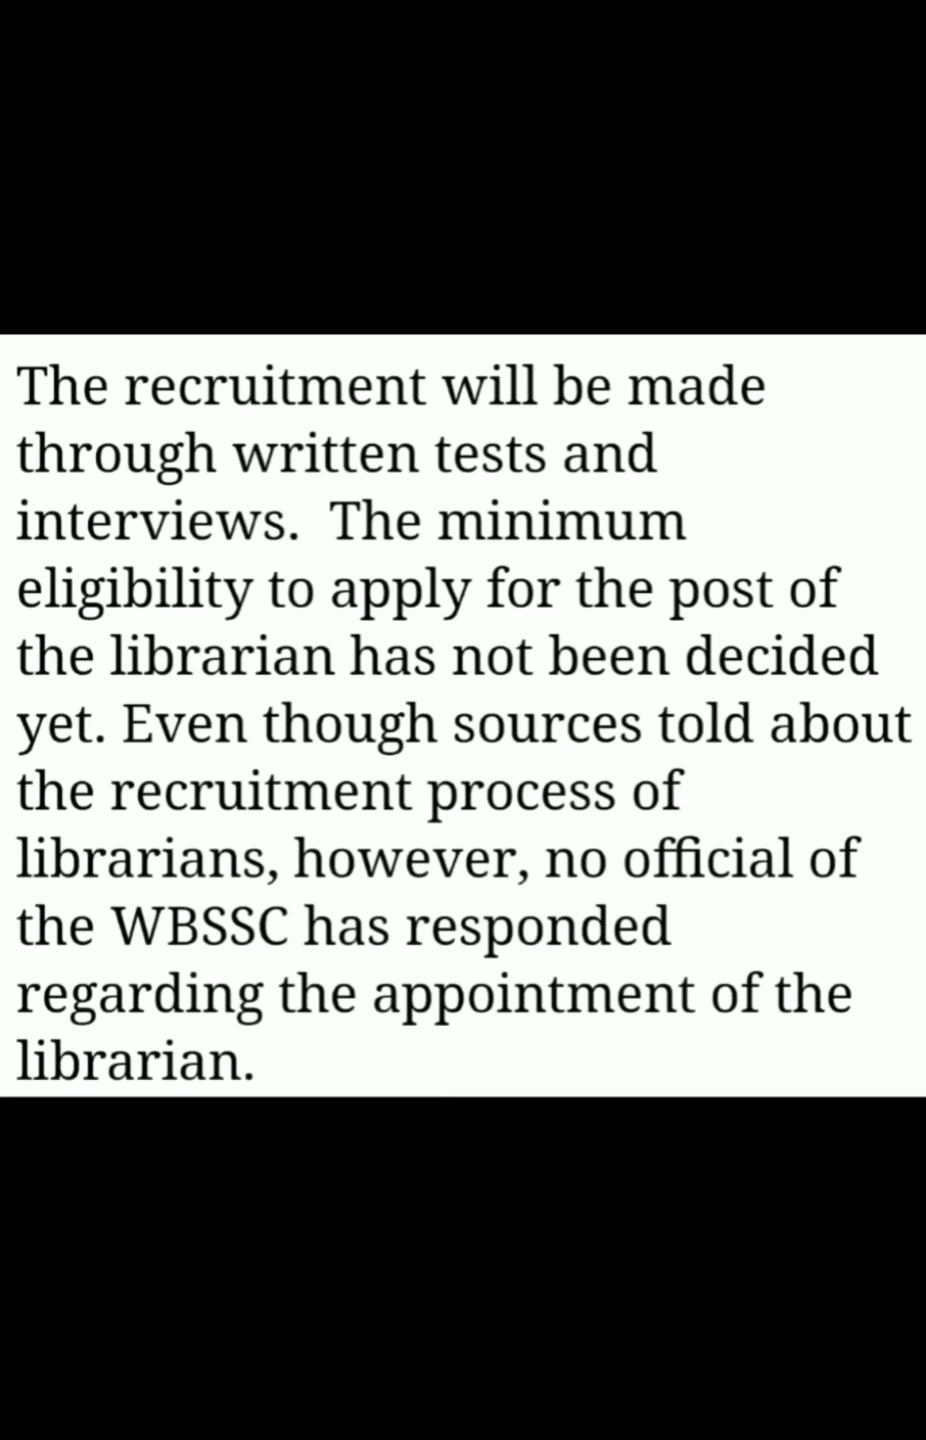 The recruitment will be made
through written tests and
interviews.  The minimum
eligibility to apply for the post of
the librarian has not been decided
yet. Even though sources told about
the recruitment process of
librarians, however, no official of
the WBSSC has responded
regarding the appointment of the
librarian.